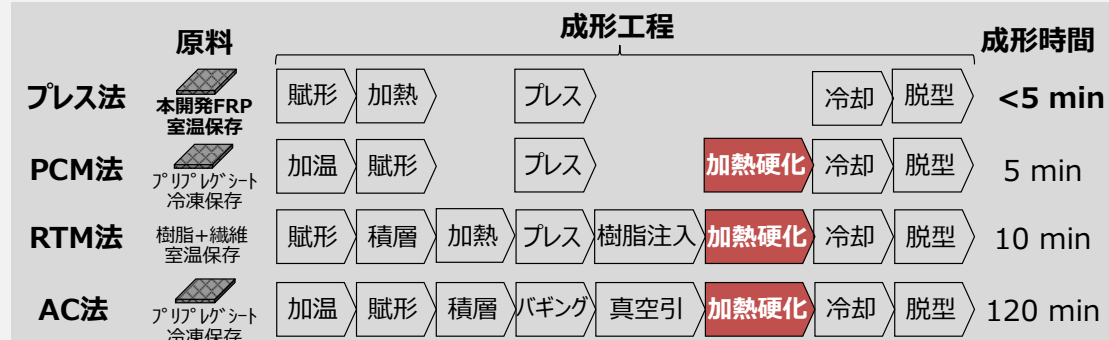 原料 成形工程 成形時間
プレス法 本開発FRP 室温保存 賦形 加熱 プレス 冷却 脱型 <5 min
PCM法 プリプレグシート 冷凍保存 加温 賦形 プレス 加熱硬化 冷却 脱型 5 min
RTM法 樹脂+繊維 室温保存 賦形 積層 加熱 プレス 樹脂注入 加熱硬化 冷却 脱型 10 min
AC法 プリプレグシート 冷凍保存 加温 賦形 積層 バギング 真空引 加熱硬化 冷却 脱型 120 min